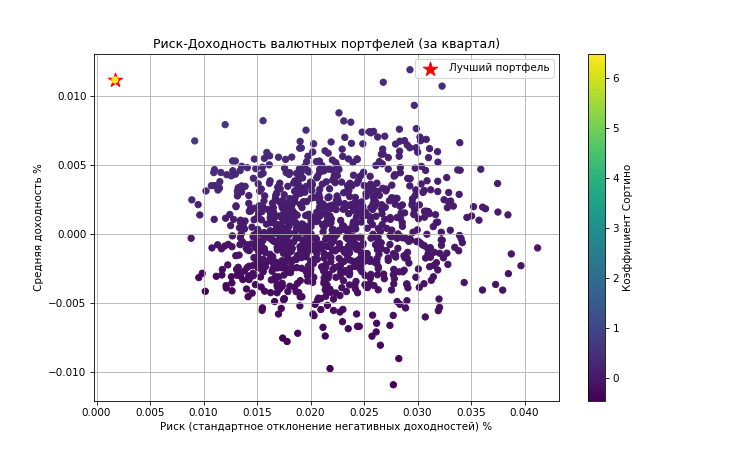 Риск-Доходность валютных портфелей (за квартал)
Лучший портфель
Средняя доходность %
0.010
0.005
0.000
−0.005
−0.010
0.000 0.005 0.010 0.015 0.020 0.025 0.030 0.035 0.040
Риск (стандартное отклонение негативных доходностей) %
6
5
4
3
2
1
0
Коэффициент Сортино